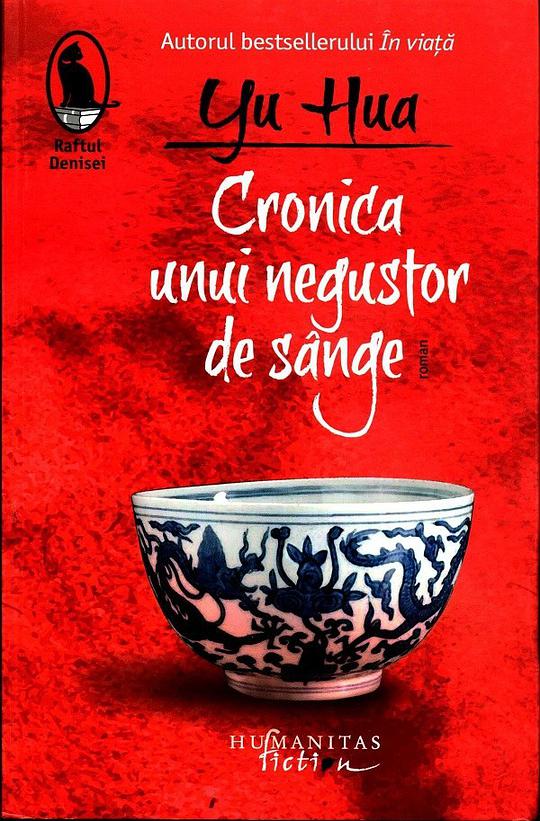 Autorul bestsellerului În viață
Yu Hua
Raftul
Denisei
Cronica
unui negustor
de sânge
roman
HUMANITAS
fiction